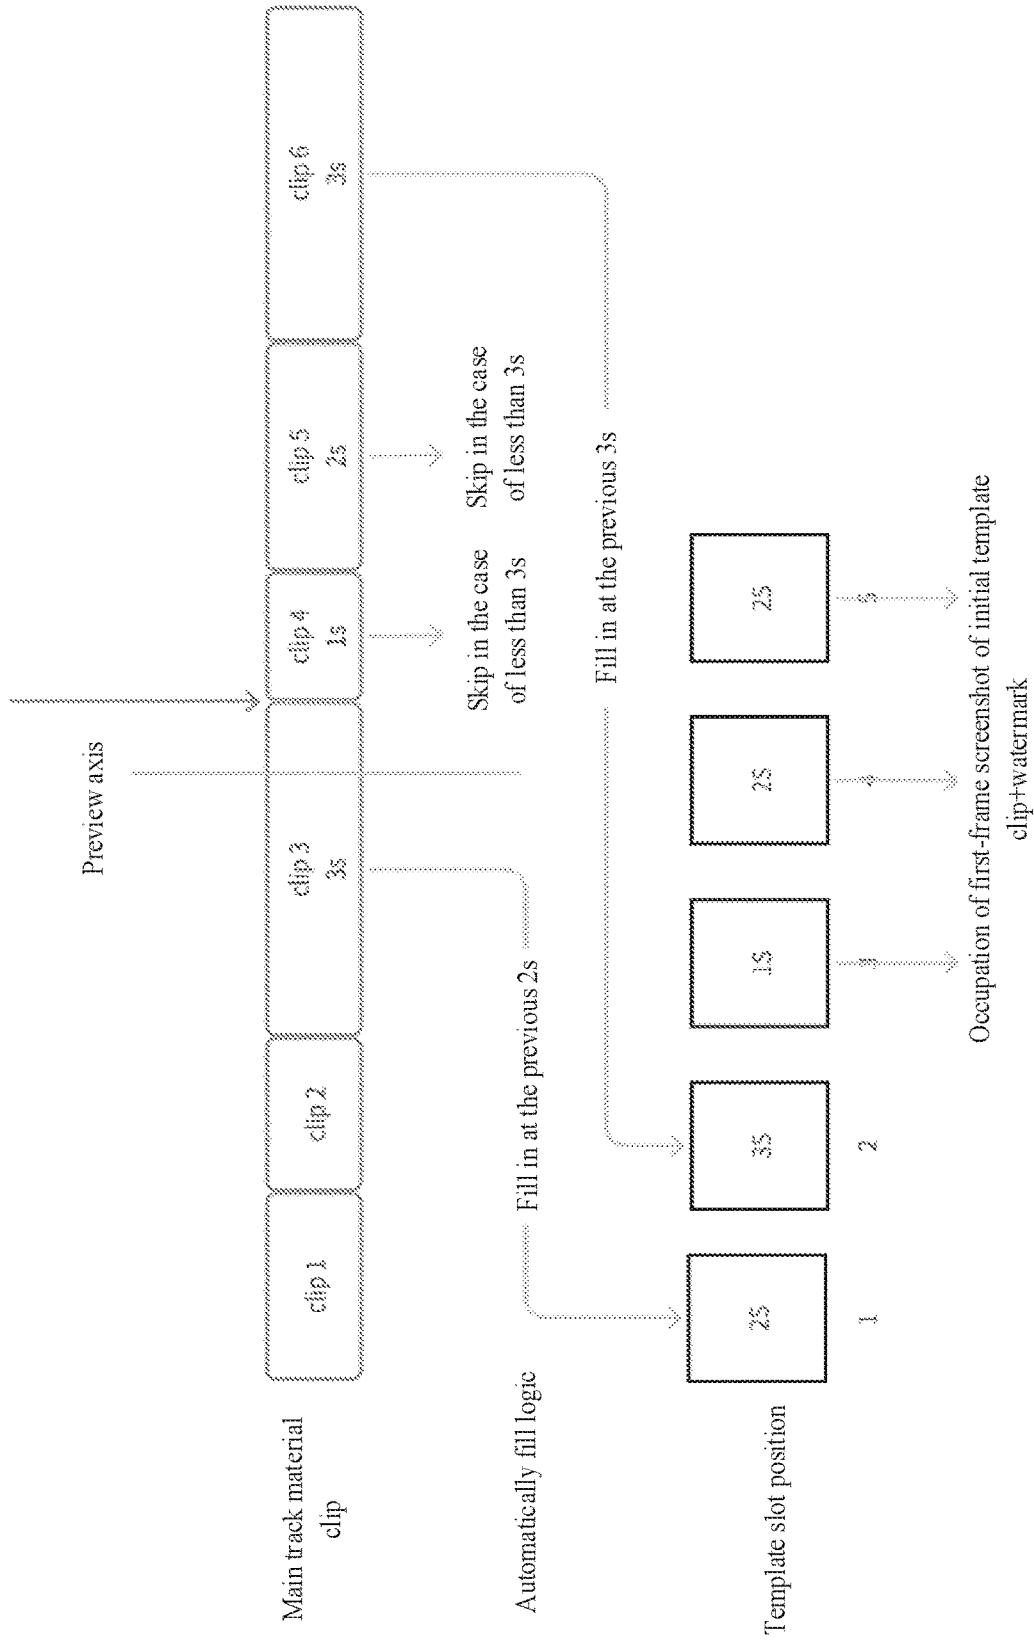 Preview axis
Main track material
clip
clip 1
clip 2
clip 3
3s
clip 4
1s
clip 5
2s
clip 6
3s
Automatically fill logic
Fill in at the previous 2s
Skip in the case
of less than 3s
Skip in the case
of less than 3s
Fill in at the previous 3s
Template slot position
2S
3S
1S
2S
2S
1
2
3
4
5
Occupation of first-frame screenshot of initial template
clip+watermark